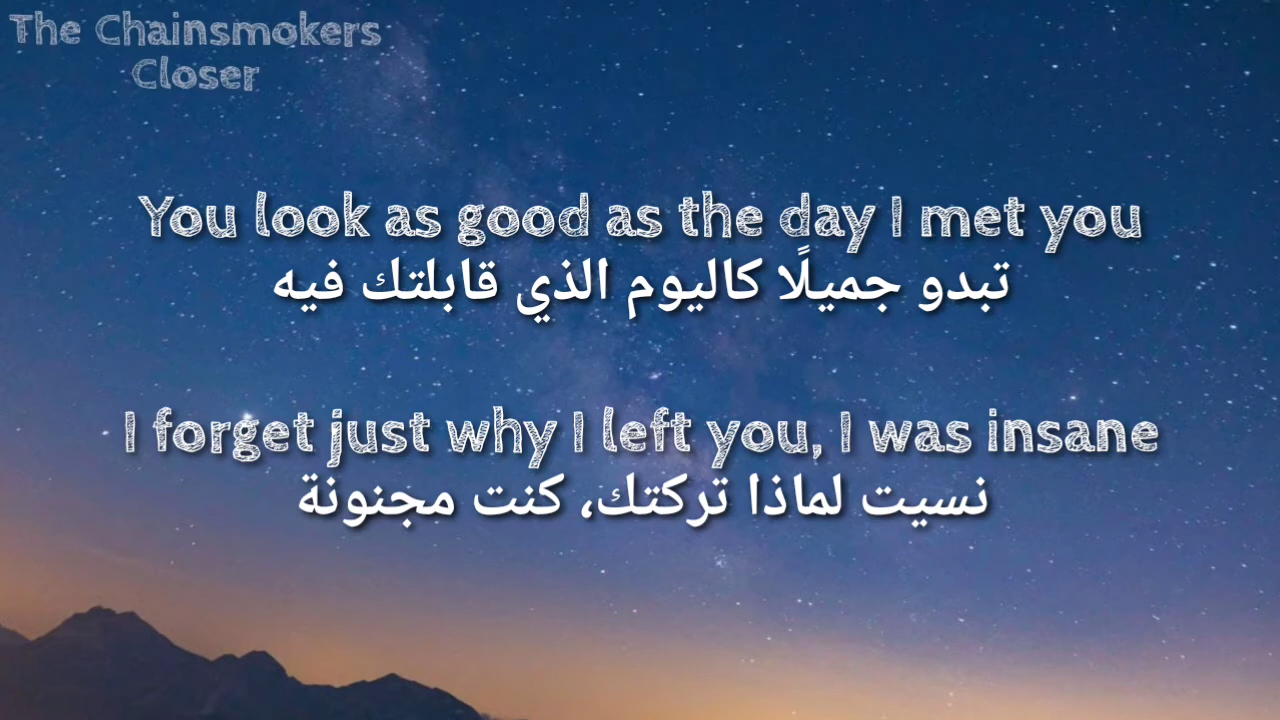 The Chainsmokers
Closer
You look as good as the day I met you
تبدو جميلًا كاليوم الذي قابلتك فيه
I forget just why I left you, I was insane
نسيت لماذا تركتك، كنت مجنونة